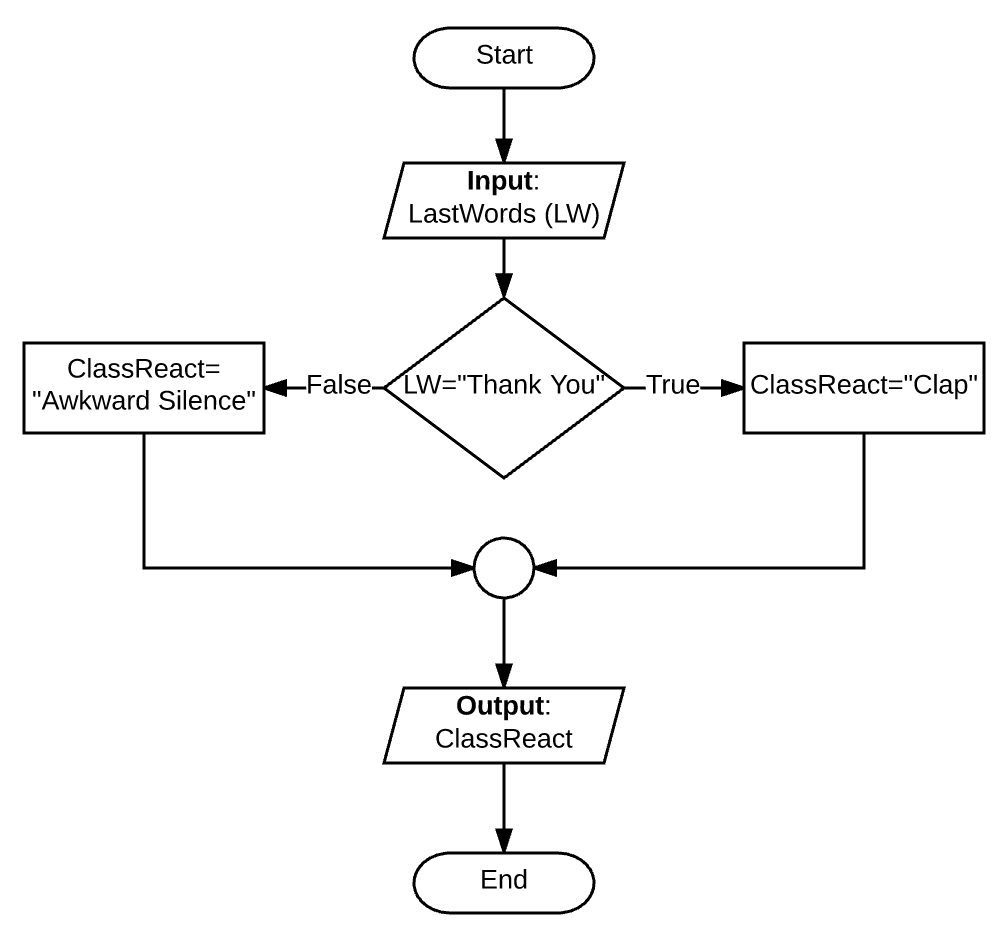 Start
Input:
LastWords (LW)
ClassReact=
"Awkward Silence"
False
LW="Thank You"
True
ClassReact="Clap"
Output:
ClassReact
End